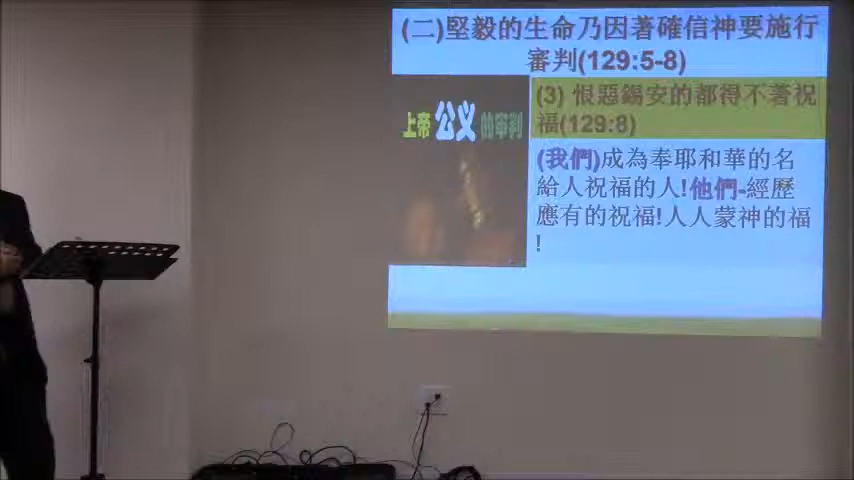 (二)堅毅的生命乃因著確信神要施行
審判(129:5-8)
上帝 公义 的审判
(3) 恨惡錫安的都得不著祝
福(129:8)
(我們)成為奉耶和華的名
給人祝福的人!他們-經歷
應有的祝福!人人蒙神的福
!